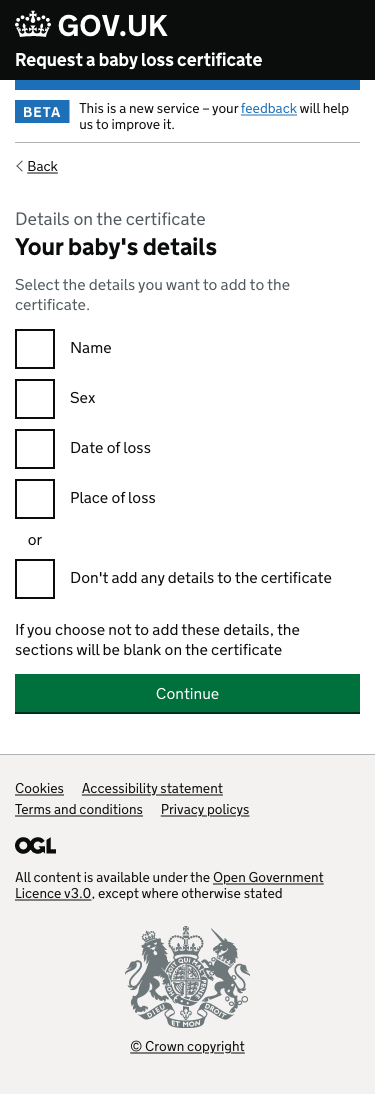 GOV.UK
Request a baby loss certificate
BETA
This is a new service – your feedback will help
us to improve it.
Back
Details on the certificate
Your baby's details
Select the details you want to add to the
certificate.
Name
Sex
Date of loss
Place of loss
or
Don't add any details to the certificate
If you choose not to add these details, the
sections will be blank on the certificate
Continue
Cookies Accessibility statement
Terms and conditions Privacy policys
OGL
All content is available under the Open Government
Licence v3.0, except where otherwise stated
DIEU ET MON DROIT
© Crown copyright